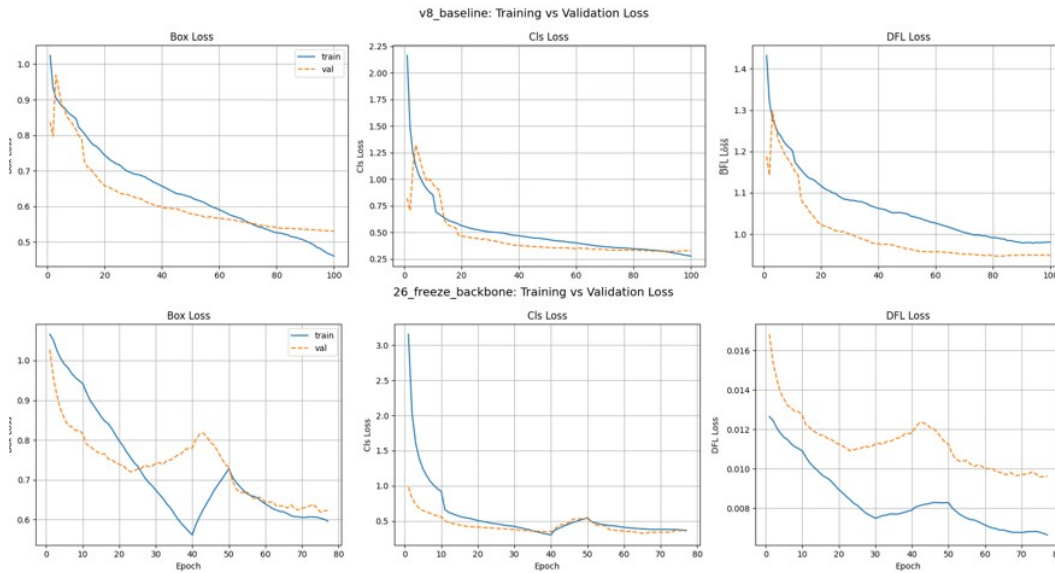 v8_baseline: Training vs Validation Loss
Box Loss
Cls Loss
DFL Loss
train
val
Box Loss
1.0
0.9
0.8
0.7
0.6
0.5
0 20 40 60 80 100
Cls Loss
2.25
2.00
1.75
1.50
1.25
1.00
0.75
0.50
0.25
0 20 40 60 80 100
DFL Loss
1.4
1.3
1.2
1.1
1.0
0 20 40 60 80 100
26_freeze_backbone: Training vs Validation Loss
Box Loss
Cls Loss
DFL Loss
train
val
Box Loss
1.0
0.9
0.8
0.7
0.6
0 10 20 30 40 50 60 70 80
Epoch
Cls Loss
3.0
2.5
2.0
1.5
1.0
0.5
0 10 20 30 40 50 60 70 80
Epoch
DFL Loss
0.016
0.014
0.012
0.010
0.008
0 10 20 30 40 50 60 70 80
Epoch